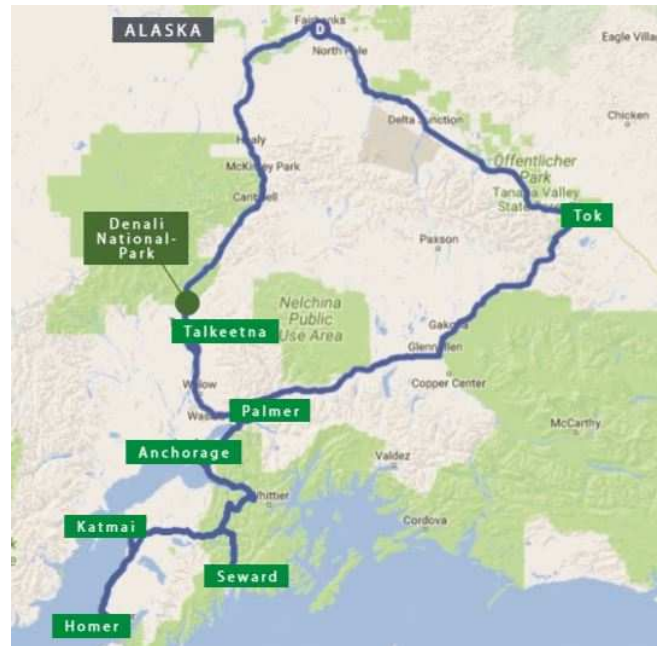 ALASKA
Fairbanks
D
North Pole
Eagle Villag
Chicken
Delta Junction
Healy
McKinley Park
Öffentlicher
Park
Tanana Valley
State
Cantwell
Tok
Denali
National-
Park
Paxson
Nelchina
Public
Use Area
Talkeetna
Gakona
Glennallen
Copper Center
Willow
Palmer
McCarthy
Anchorage
Valdez
Whittier
Cordova
Katmai
Seward
Homer